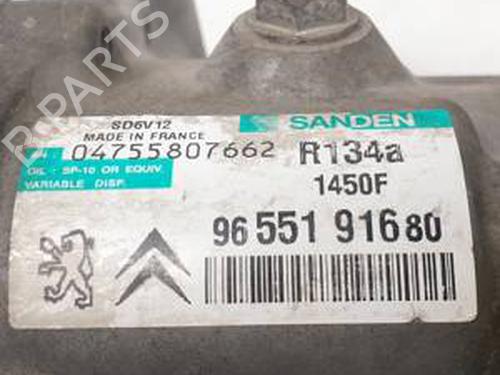 B-PARTS
SD6V12
MADE IN FRANCE
SANDEN
04755807662
R134a
OIL : SP-10 OR EQUIV.
VARIABLE DISP.
1450F
96 551 916 80